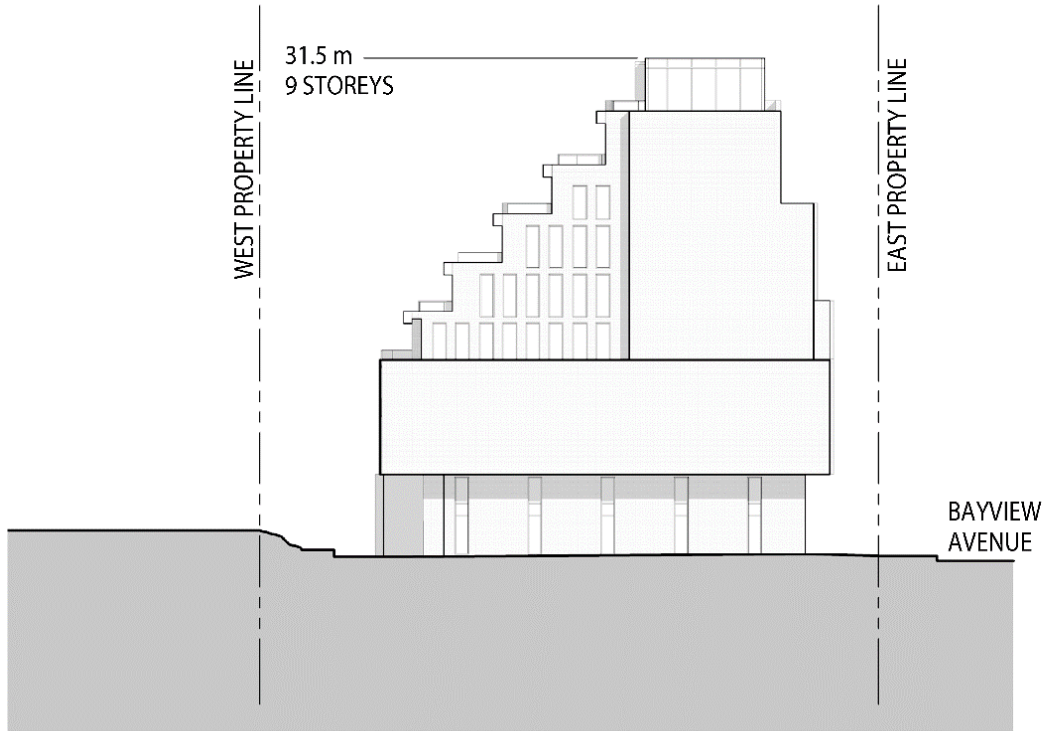 31.5 m
9 STOREYS
WEST PROPERTY LINE
EAST PROPERTY LINE
BAYVIEW
AVENUE